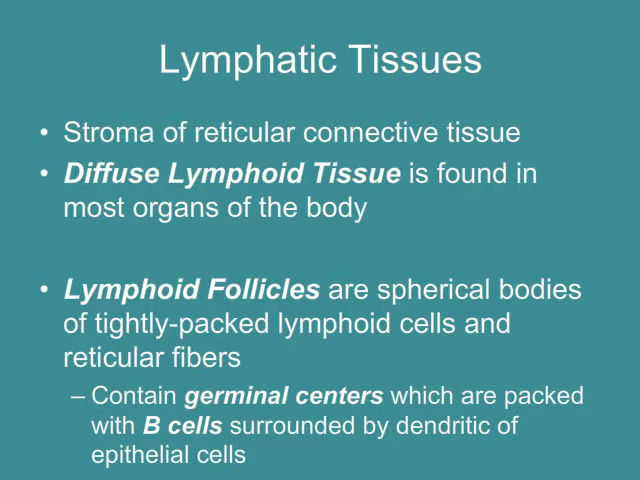 Lymphatic Tissues
• Stroma of reticular connective tissue
• Diffuse Lymphoid Tissue is found in
most organs of the body
• Lymphoid Follicles are spherical bodies
of tightly-packed lymphoid cells and
reticular fibers
– Contain germinal centers which are packed
with B cells surrounded by dendritic of
epithelial cells